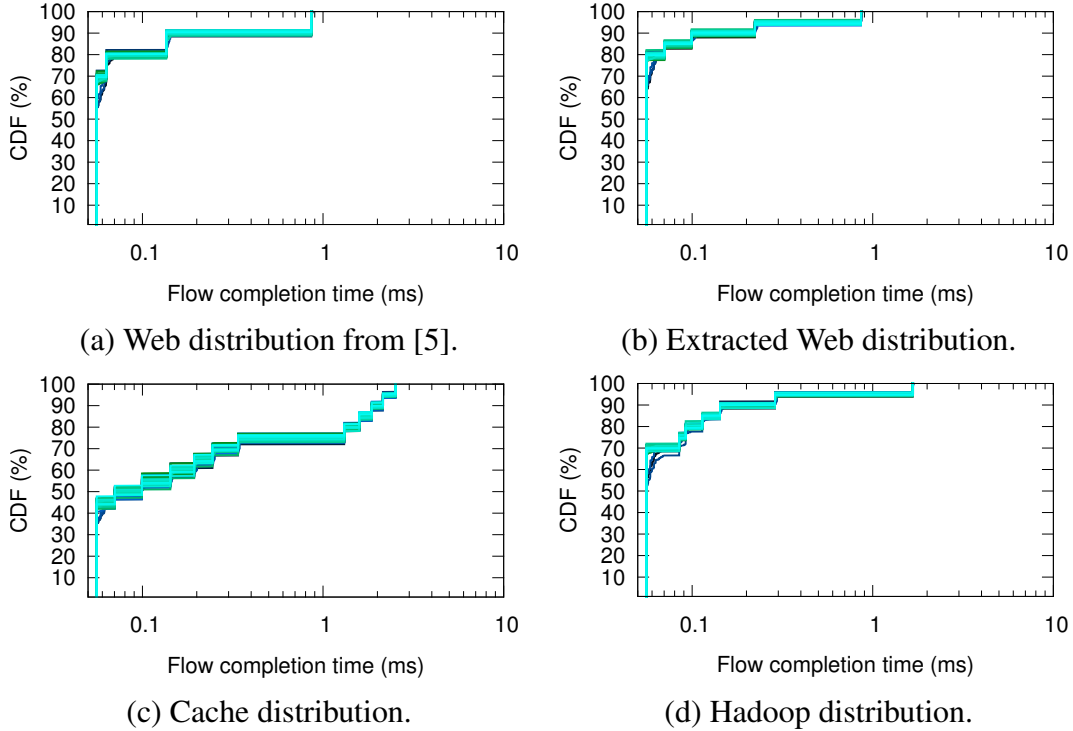 100
90
80
70
60
50
40
30
20
10
CDF (%)
0.1 1 10
Flow completion time (ms)
(a) Web distribution from [5].
100
90
80
70
60
50
40
30
20
10
CDF (%)
0.1 1 10
Flow completion time (ms)
(b) Extracted Web distribution.
100
90
80
70
60
50
40
30
20
10
CDF (%)
0.1 1 10
Flow completion time (ms)
(c) Cache distribution.
100
90
80
70
60
50
40
30
20
10
CDF (%)
0.1 1 10
Flow completion time (ms)
(d) Hadoop distribution.